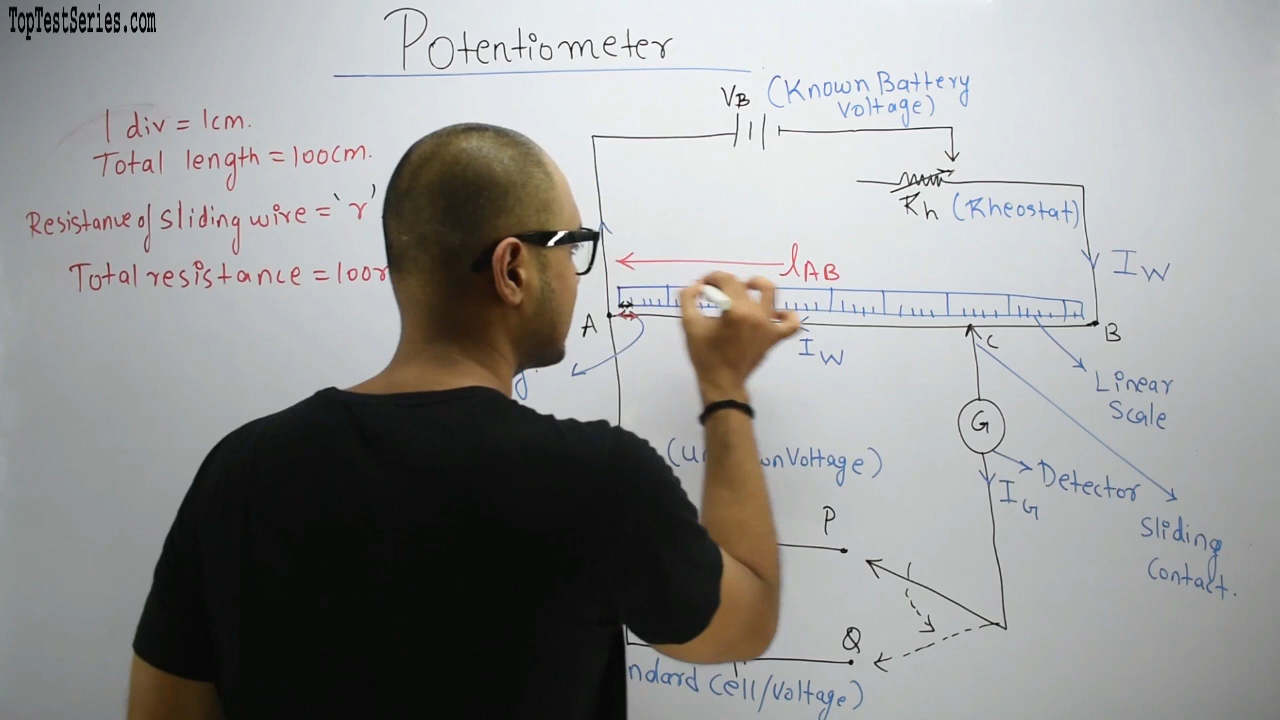 TopTestSeries.com
Potentiometer
VB (Known Battery
Voltage)
1 div = 1cm.
Total length = 100cm.
Resistance of sliding wire = 'r'
Total resistance = 100r
Rh (Rheostat)
IW
lAB
A
B
C
IW
Linear
Scale
G
Detector
IG
Voltage)
P
Sliding
Contact.
Q
Cell/Voltage)